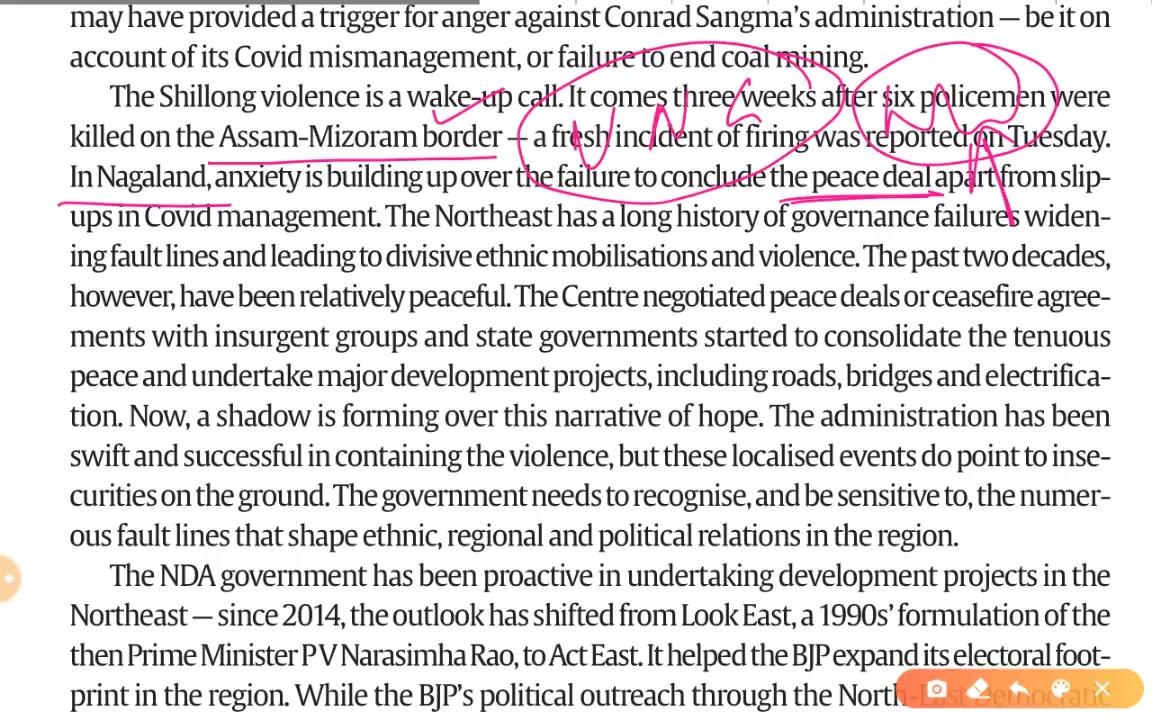 may have provided a trigger for anger against Conrad Sangma’s administration — be it on
account of its Covid mismanagement, or failure to end coal mining.
The Shillong violence is a wake-up call. It comes three weeks after six policemen were
killed on the Assam-Mizoram border — a fresh incident of firing was reported on Tuesday.
In Nagaland, anxiety is building up over the failure to conclude the peace deal apart from slip-
ups in Covid management. The Northeast has a long history of governance failures widen-
ing fault lines and leading to divisive ethnic mobilisations and violence. The past two decades,
however, have been relatively peaceful. The Centre negotiated peace deals or ceasefire agree-
ments with insurgent groups and state governments started to consolidate the tenuous
peace and undertake major development projects, including roads, bridges and electrifica-
tion. Now, a shadow is forming over this narrative of hope. The administration has been
swift and successful in containing the violence, but these localised events do point to inse-
curities on the ground. The government needs to recognise, and be sensitive to, the numer-
ous fault lines that shape ethnic, regional and political relations in the region.
The NDA government has been proactive in undertaking development projects in the
Northeast — since 2014, the outlook has shifted from Look East, a 1990s’ formulation of the
then Prime Minister P V Narasimha Rao, to Act East. It helped the BJP expand its electoral foot-
print in the region. While the BJP’s political outreach through the North-East Democratic